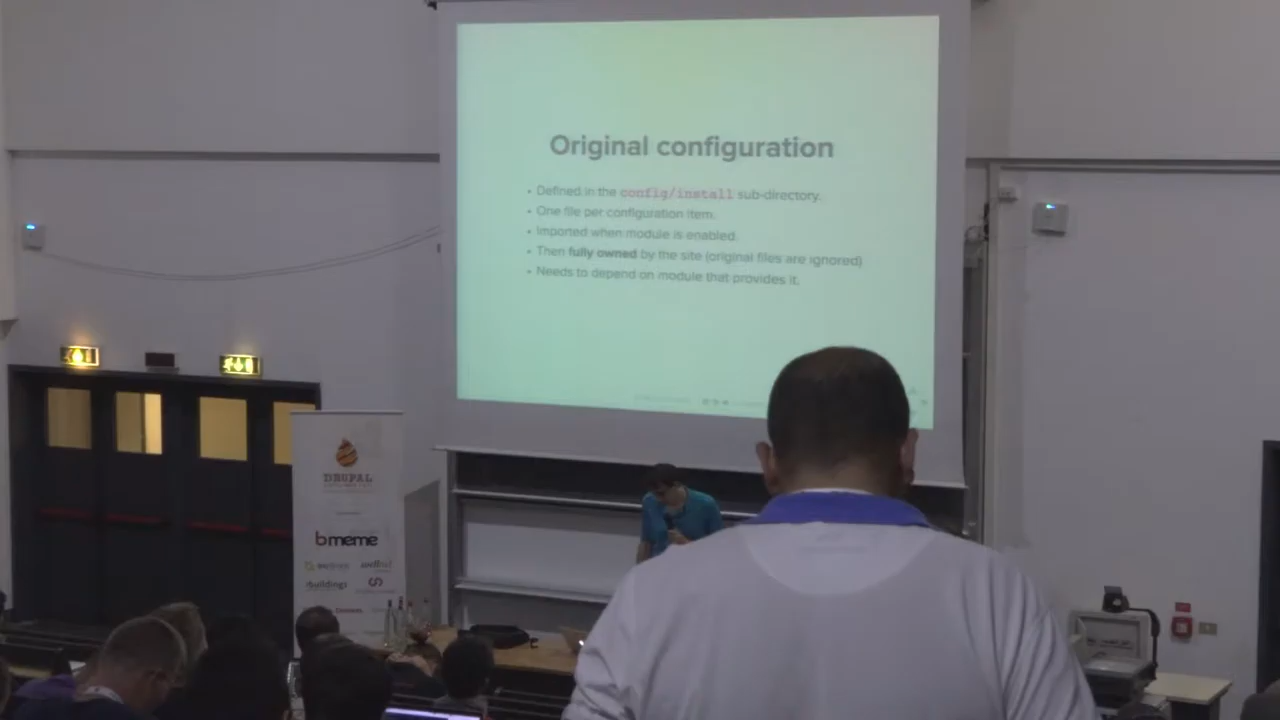 Original configuration
• Defined in the config/install sub-directory.
• One file per configuration item.
• Imported when module is enabled.
• Then fully owned by the site (original files are ignored)
• Needs to depend on module that provides it.
DRUPAL
bmeme
ibuildings